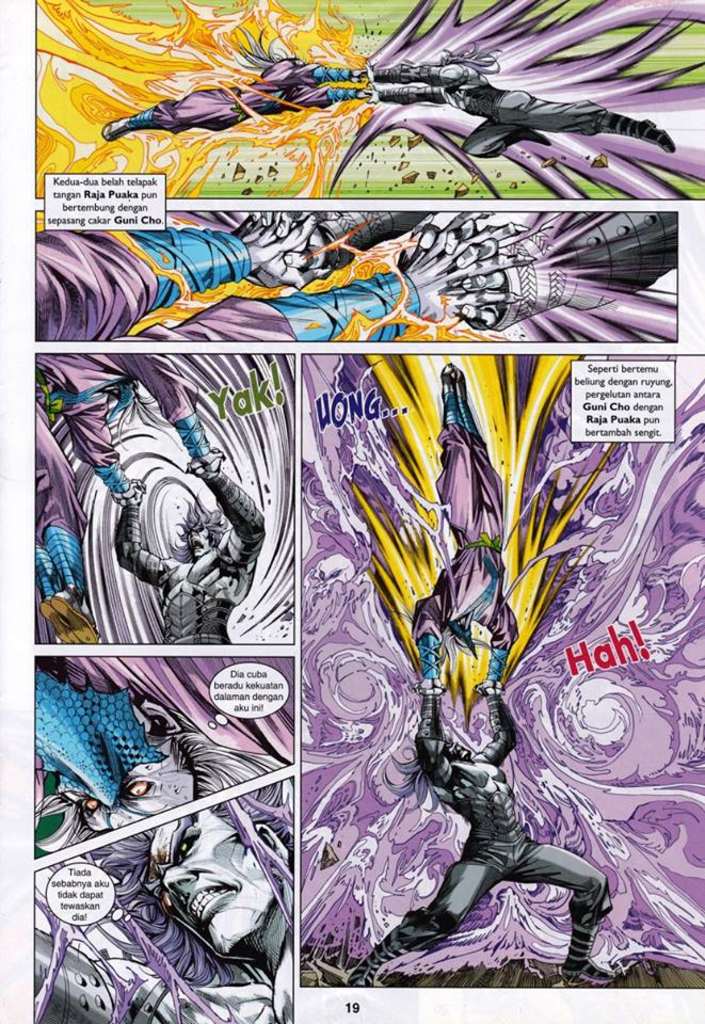 Kedua-dua belah telapak
tangan Raja Puaka pun
bertembung dengan
sepasang cakar Guni Cho.
Yak!
UONG...
Seperti bertemu
beliung dengan ruyung,
pergelutan antara
Guni Cho dengan
Raja Puaka pun
bertambah sengit.
Hah!
Dia cuba
beradu kekuatan
dalaman dengan
aku ini!
Tiada
sebabnya aku
tidak dapat
tewaskan
dia!
19